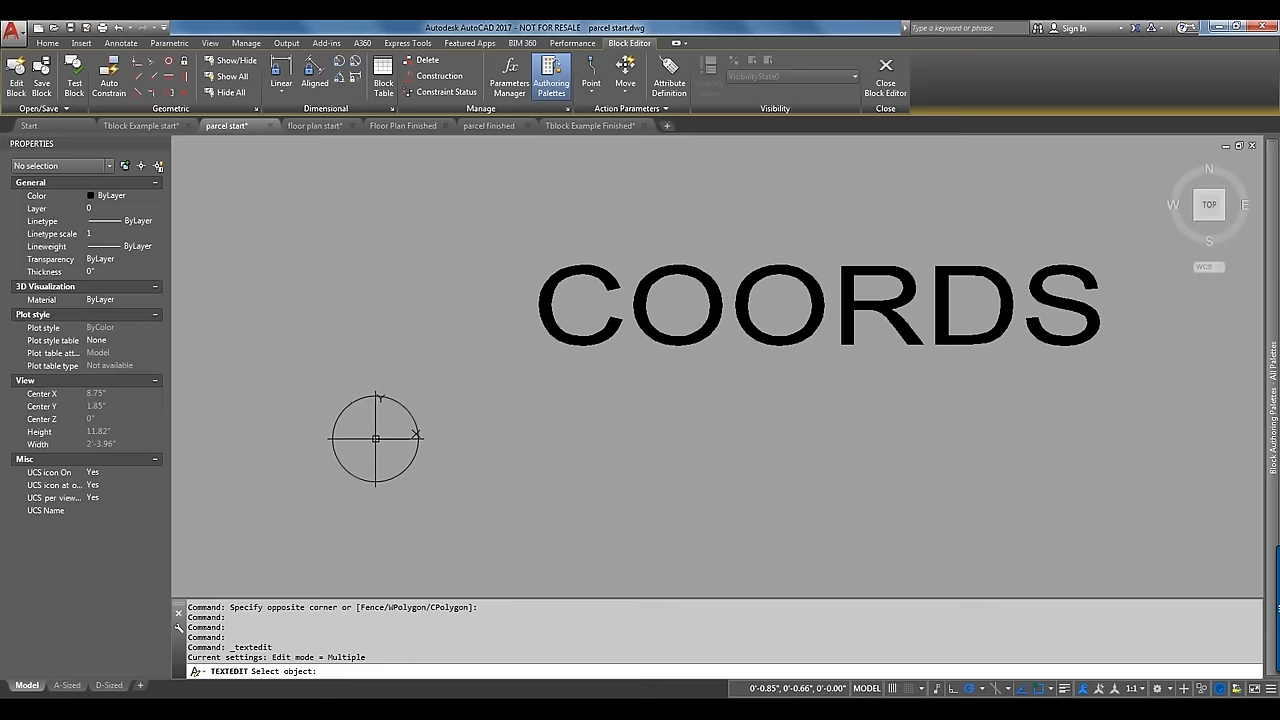 Autodesk AutoCAD 2017 - NOT FOR RESALE parcel start.dwg
Type a keyword or phrase
Sign In
Home Insert Annotate Parametric View Manage Output Add-ins A360 Express Tools Featured Apps BIM 360 Performance Block Editor
Edit Block
Save Block
Test Block
Auto Constrain
Show/Hide
Show All
Hide All
Linear
Aligned
Block Table
Delete
Construction
Constraint Status
Parameters Manager
Authoring Palettes
Point
Move
Attribute Definition
VisibilityState0
Close Block Editor
Open/Save Geometric Dimensional Manage Action Parameters Visibility Close
Start Tblock Example start* parcel start* floor plan start* Floor Plan Finished parcel finished Tblock Example Finished*
PROPERTIES
No selection
General
Color ByLayer
Layer 0
Linetype ByLayer
Linetype scale 1
Lineweight ByLayer
Transparency ByLayer
Thickness 0"
3D Visualization
Material ByLayer
Plot style
Plot style ByColor
Plot style table None
Plot table att... Model
Plot table type Not available
View
Center X 8.75"
Center Y 1.85"
Center Z 0"
Height 11.82"
Width 2'-3.96"
Misc
UCS icon On Yes
UCS icon at o... Yes
UCS per view... Yes
UCS Name
N
W TOP E
S
WCS
COORDS
Y
X
Block Authoring Palettes - All Palettes
Command: Specify opposite corner or [Fence/WPolygon/CPolygon]:
Command:
Command:
Command:
Command: _textedit
Current settings: Edit mode = Multiple
TEXTEDIT Select object:
Model A-Sized D-Sized
0'-0.85", 0'-0.66", 0'-0.00" MODEL 1:1